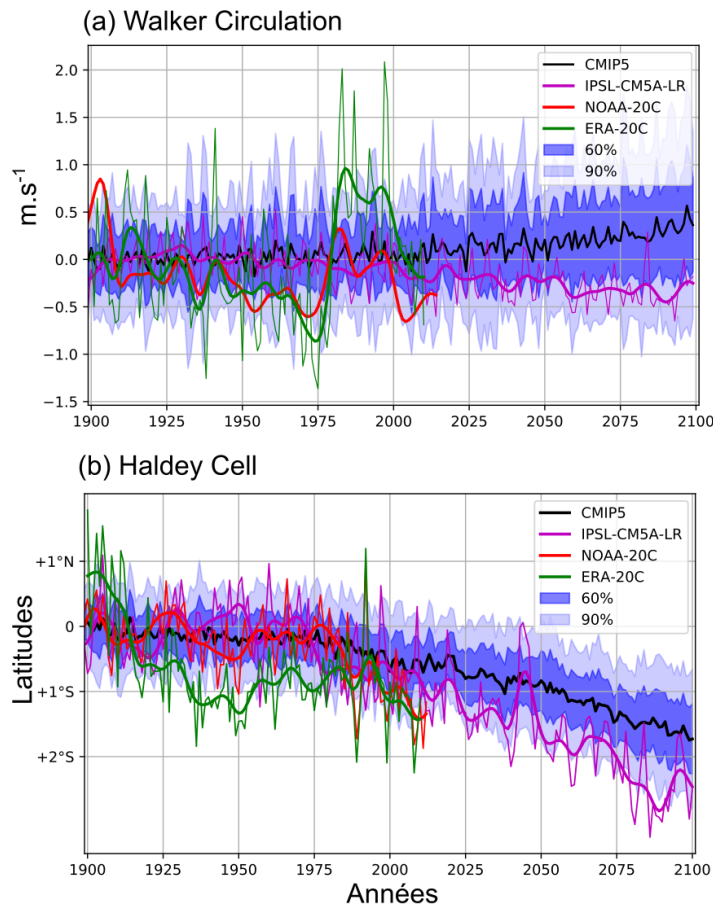 (a) Walker Circulation
m.s⁻¹
2.0
1.5
1.0
0.5
0.0
−0.5
−1.0
−1.5
CMIP5
IPSL-CM5A-LR
NOAA-20C
ERA-20C
60%
90%
1900 1925 1950 1975 2000 2025 2050 2075 2100
(b) Haldey Cell
Latitudes
+1°N
0
+1°S
+2°S
CMIP5
IPSL-CM5A-LR
NOAA-20C
ERA-20C
60%
90%
1900 1925 1950 1975 2000 2025 2050 2075 2100
Années